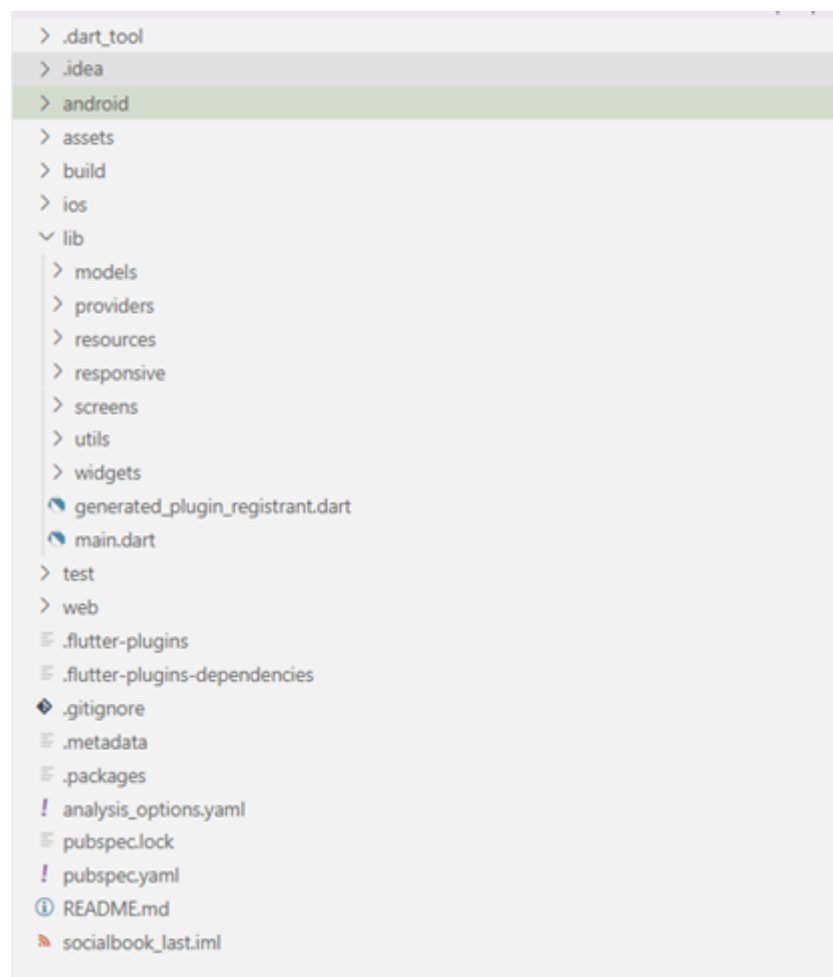 .dart_tool
.idea
android
assets
build
ios
lib
models
providers
resources
responsive
screens
utils
widgets
generated_plugin_registrant.dart
main.dart
test
web
.flutter-plugins
.flutter-plugins-dependencies
.gitignore
.metadata
.packages
analysis_options.yaml
pubspec.lock
pubspec.yaml
README.md
socialbook_last.iml